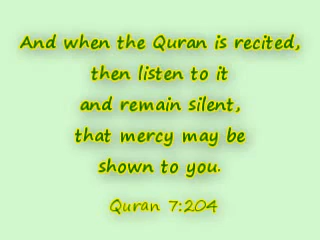 And when the Quran is recited,
then listen to it
and remain silent,
that mercy may be
shown to you.
Quran 7:204